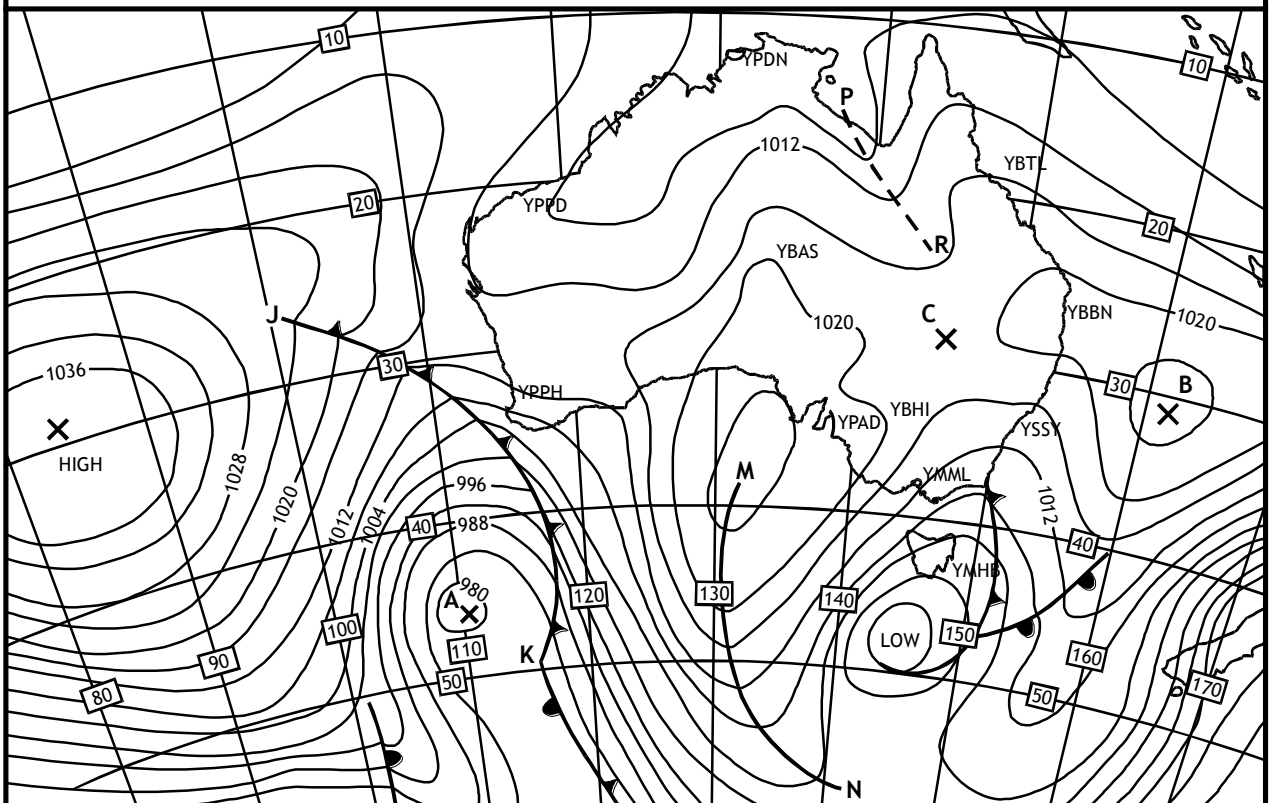 10
YPDN
10
P
1012
YBTL
20
YPPD
20
R
YBAS
J
C
YBBN
1020
1020
30
1036
30
B
YPPH
YBHI
YPAD
YSSY
HIGH
1028
M
YMML
996
1020
1012
1004
1012
40
988
40
YMHB
980
A
120
130
140
100
150
LOW
110
K
160
90
50
170
80
50
N